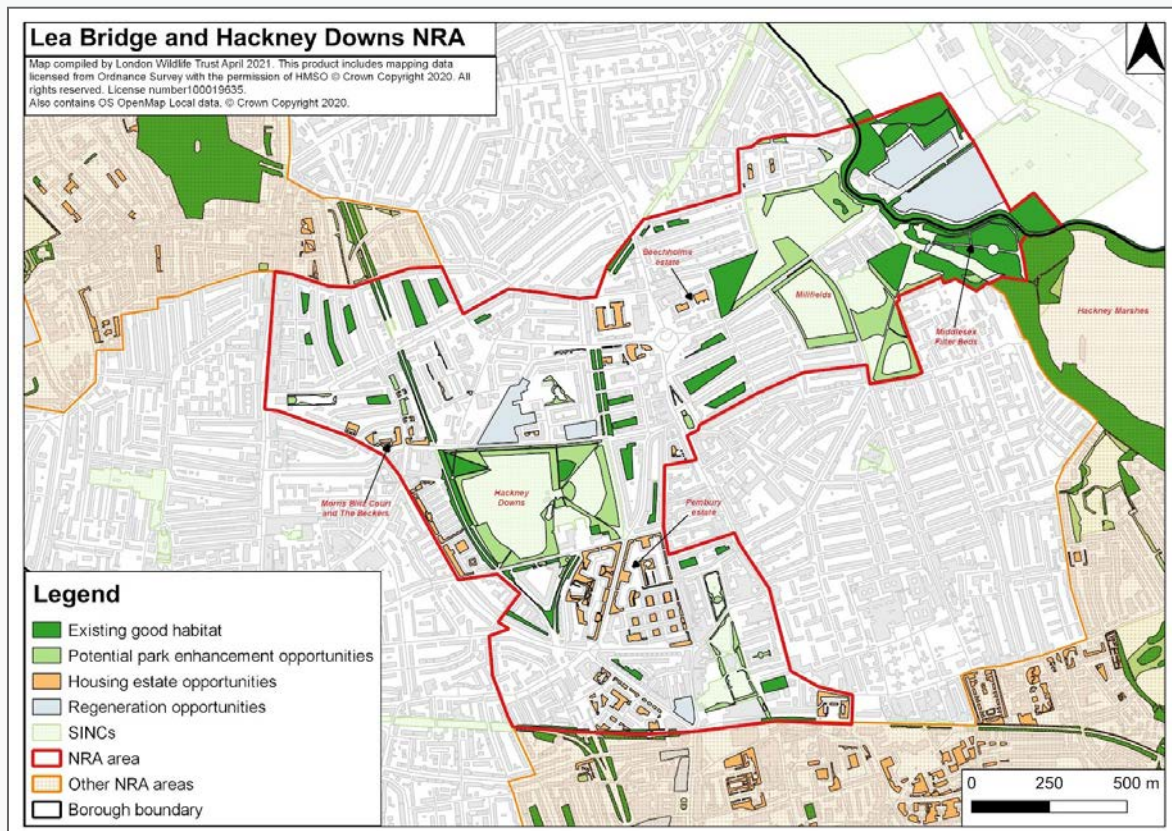 Lea Bridge and Hackney Downs NRA
Map compiled by London Wildlife Trust April 2021. This product includes mapping data
licensed from Ordnance Survey with the permission of HMSO © Crown Copyright 2020. All
rights reserved. License number100019635.
Also contains OS OpenMap Local data, © Crown Copyright 2020.
Beechholme
estate
Millfields
Hackney Marshes
Middlesex
Filter Beds
Morris Blitz Court
and The Beckers
Hackney
Downs
Pembury
estate
Legend
Existing good habitat
Potential park enhancement opportunities
Housing estate opportunities
Regeneration opportunities
SINCs
NRA area
Other NRA areas
Borough boundary
0 250 500 m